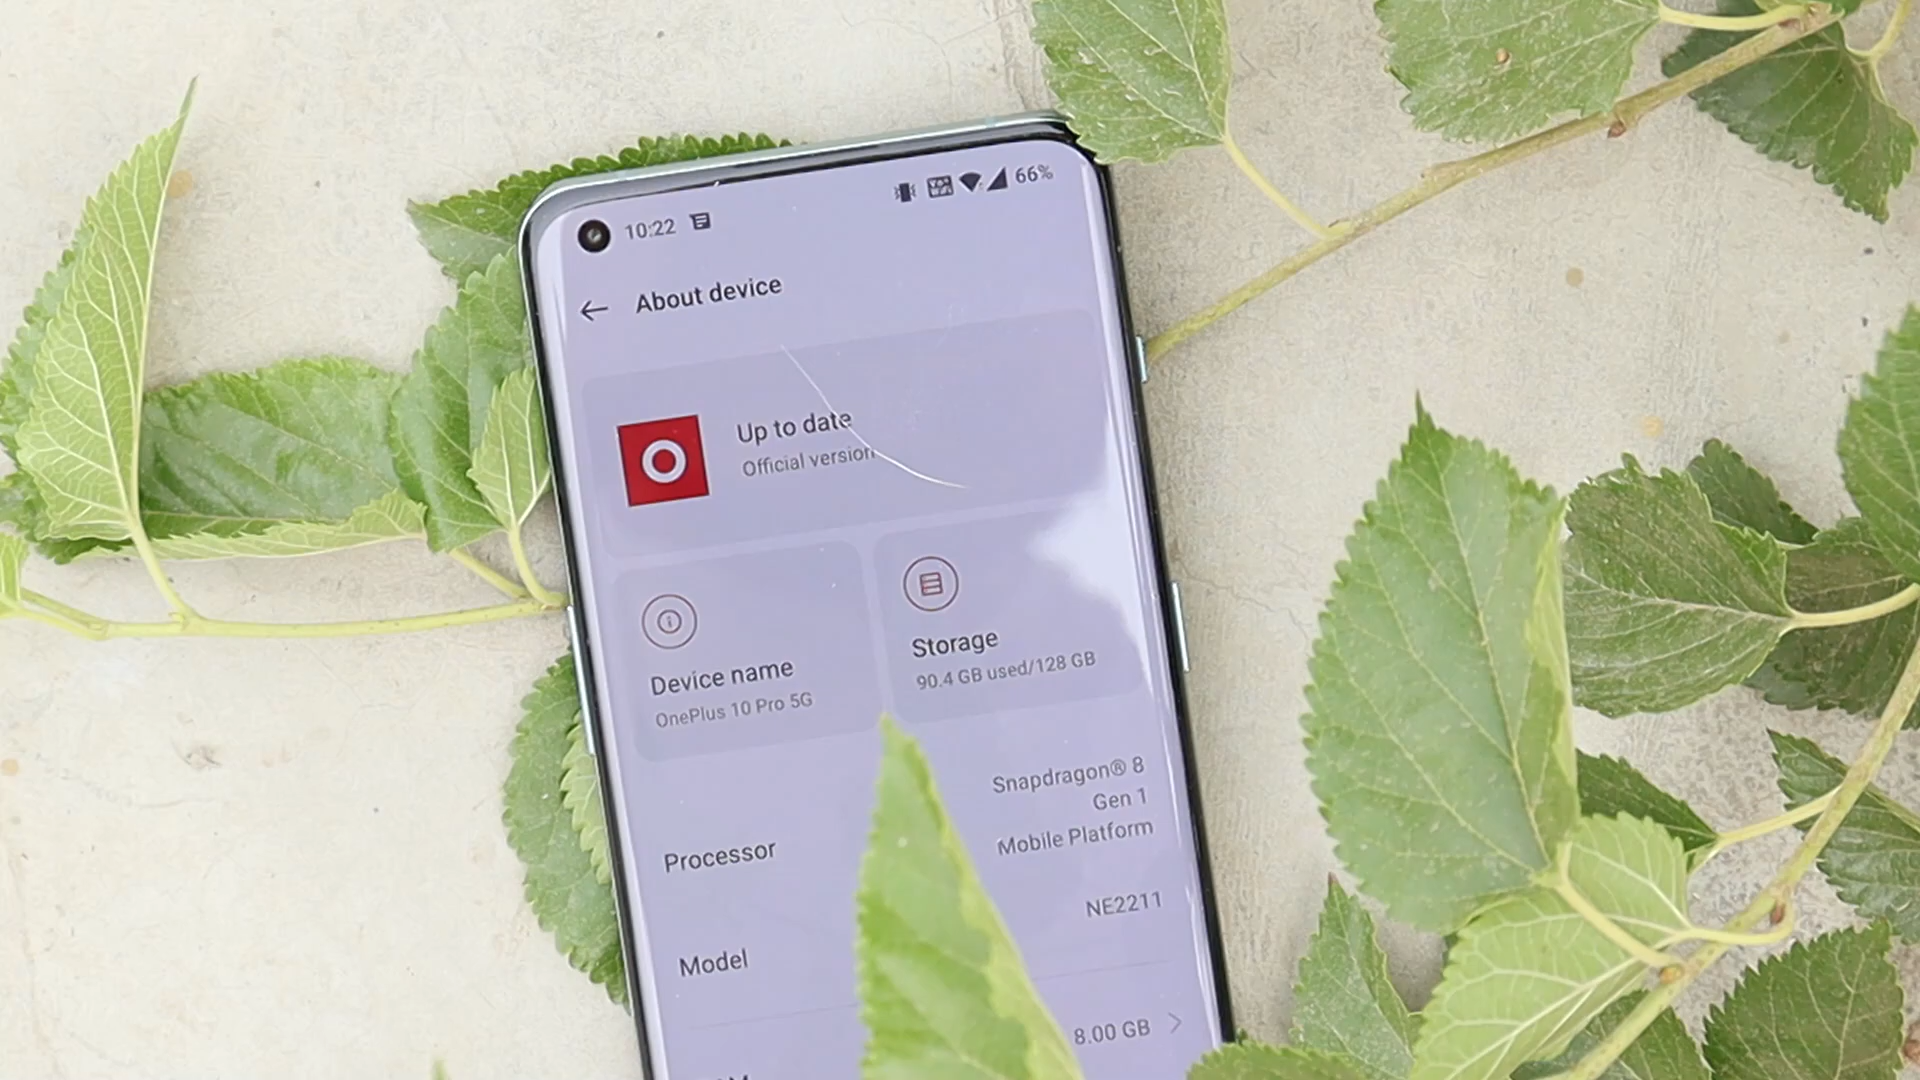 10:22
66%
About device
Up to date
Official version
Device name
OnePlus 10 Pro 5G
Storage
90.4 GB used/128 GB
Processor
Snapdragon® 8
Gen 1
Mobile Platform
Model
NE2211
8.00 GB